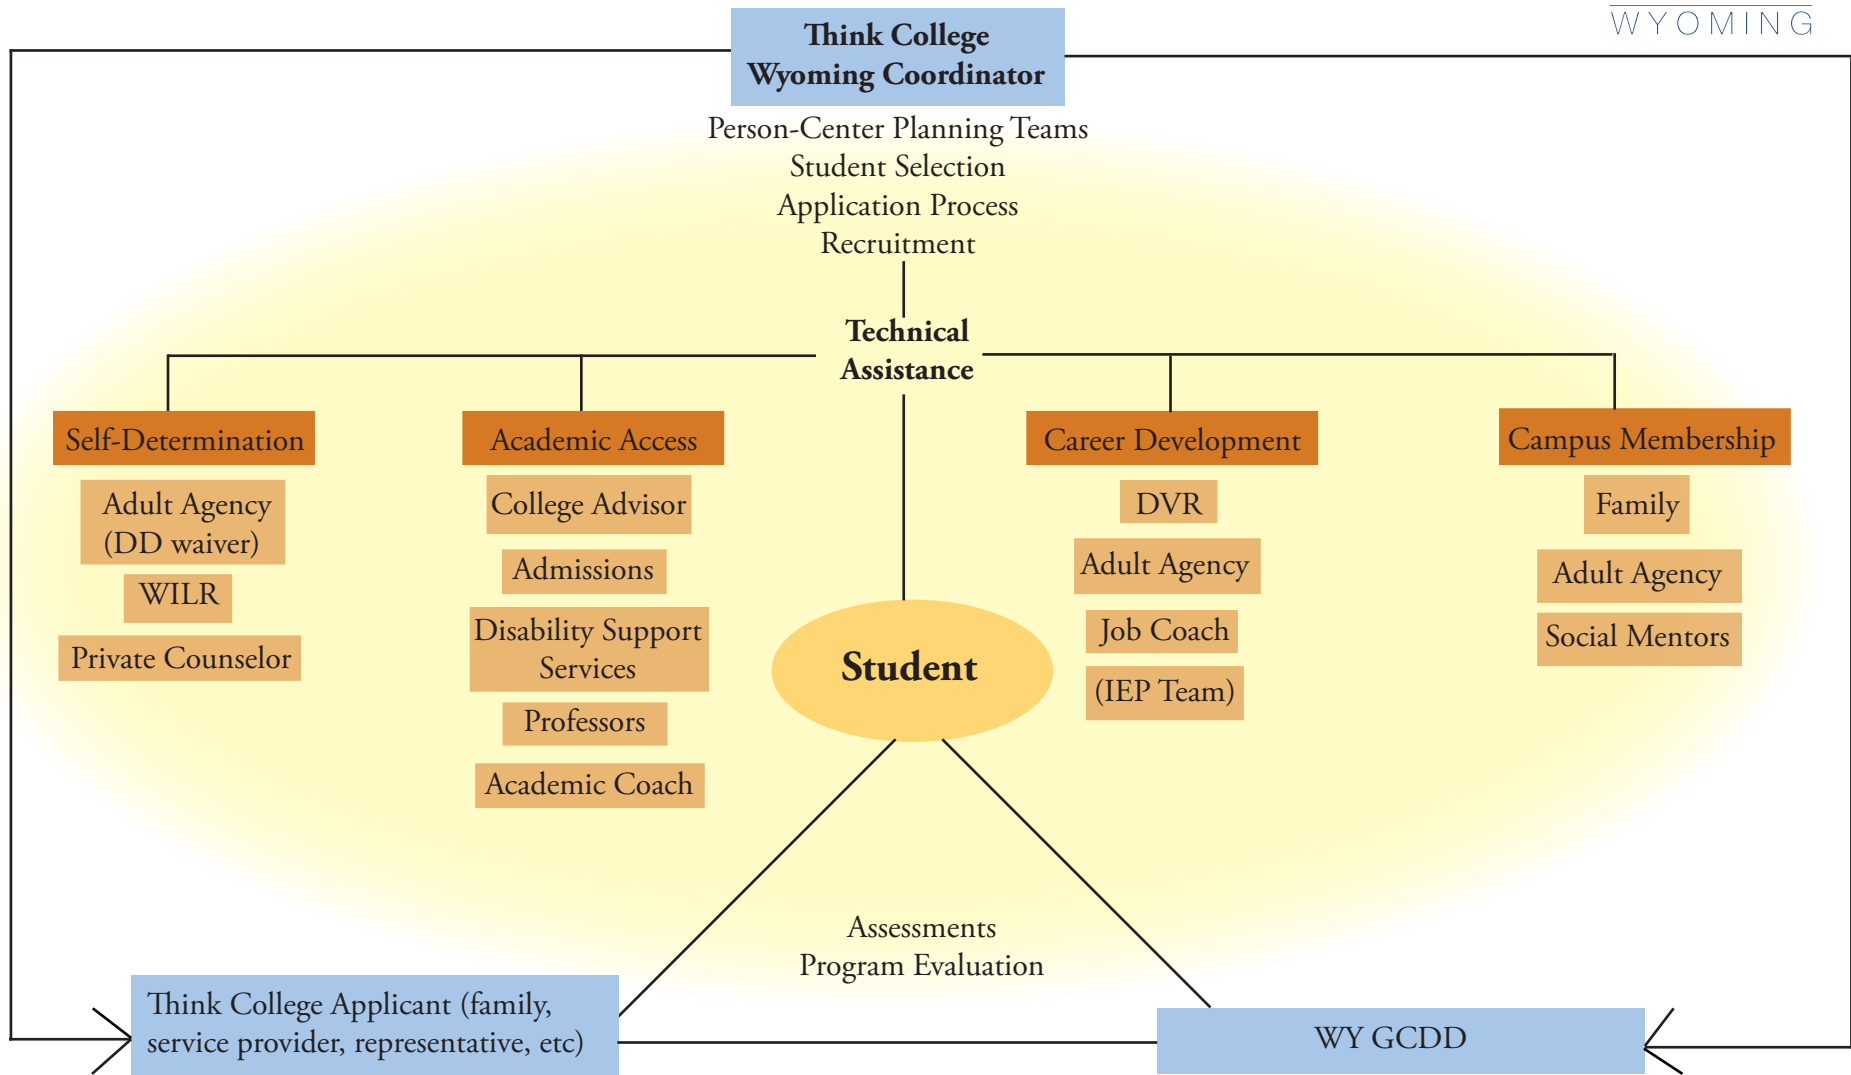 WYOMING
Think College
Wyoming Coordinator
Person-Center Planning Teams
Student Selection
Application Process
Recruitment
Technical
Assistance
Self-Determination
Adult Agency
(DD waiver)
WILR
Private Counselor
Academic Access
College Advisor
Admissions
Disability Support
Services
Professors
Academic Coach
Student
Career Development
DVR
Adult Agency
Job Coach
(IEP Team)
Campus Membership
Family
Adult Agency
Social Mentors
Assessments
Program Evaluation
Think College Applicant (family,
service provider, representative, etc)
WY GCDD